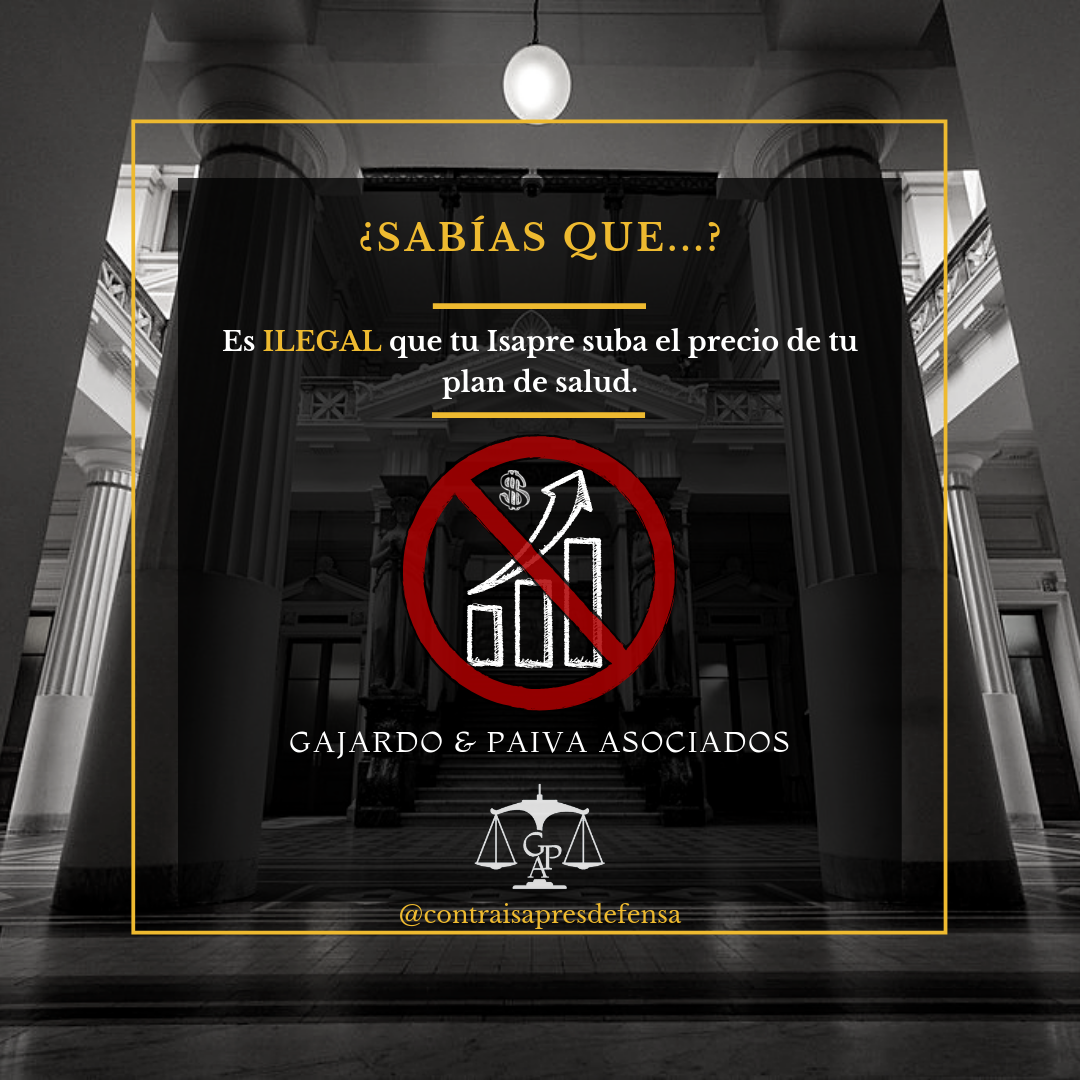 ¿SABÍAS QUE...?
Es ILEGAL que tu Isapre suba el precio de tu
plan de salud.
$
GAJARDO & PAIVA ASOCIADOS
GAP
@contraisapresdefensa